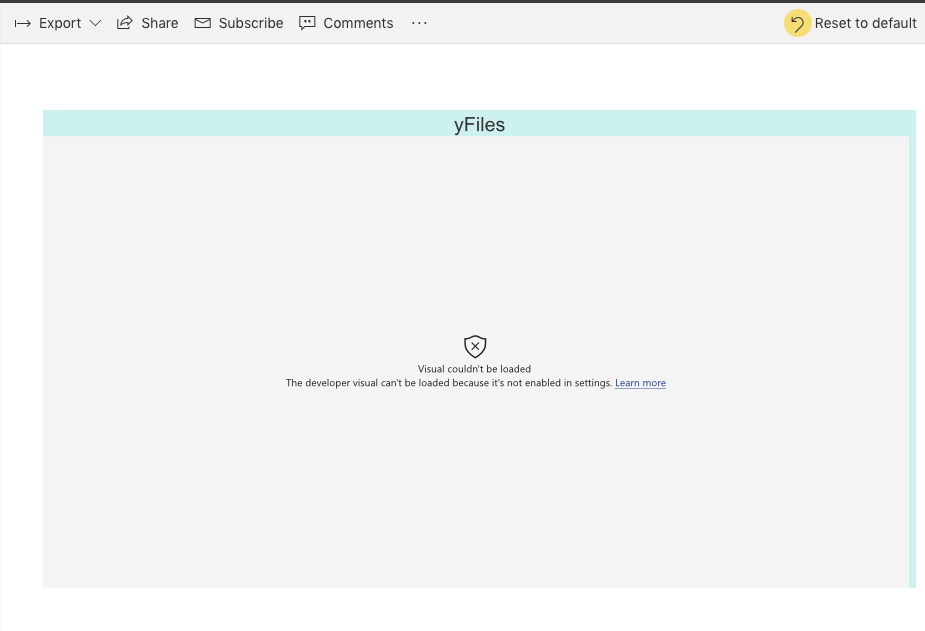 Export Share Subscribe Comments ··· Reset to default
yFiles
Visual couldn't be loaded
The developer visual can't be loaded because it's not enabled in settings. Learn more